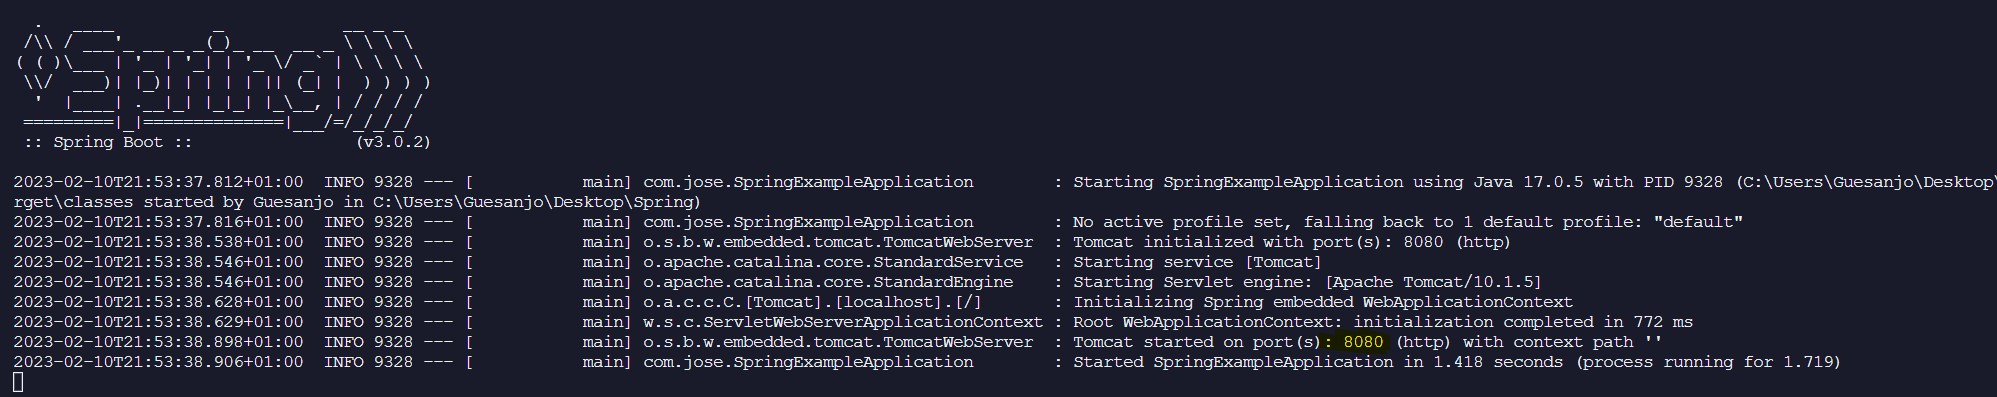 .   ____          _            __ _ _
 /\\ / ___'_ __ _ _(_)_ __  __ _ \ \ \ \
( ( )\___ | '_ | '_| | '_ \/ _` | \ \ \ \
 \\/  ___)| |_)| | | | | || (_| |  ) ) ) )
  '  |____| .__|_| |_|_| |_\__, | / / / /
 =========|_|==============|___/=/_/_/_/
 :: Spring Boot ::                (v3.0.2)
2023-02-10T21:53:37.812+01:00  INFO 9328 --- [           main] com.jose.SpringExampleApplication        : Starting SpringExampleApplication using Java 17.0.5 with PID 9328 (C:\Users\Guesanjo\Desktop\
rget\classes started by Guesanjo in C:\Users\Guesanjo\Desktop\Spring)
2023-02-10T21:53:37.816+01:00  INFO 9328 --- [           main] com.jose.SpringExampleApplication        : No active profile set, falling back to 1 default profile: "default"
2023-02-10T21:53:38.538+01:00  INFO 9328 --- [           main] o.s.b.w.embedded.tomcat.TomcatWebServer  : Tomcat initialized with port(s): 8080 (http)
2023-02-10T21:53:38.546+01:00  INFO 9328 --- [           main] o.apache.catalina.core.StandardService   : Starting service [Tomcat]
2023-02-10T21:53:38.546+01:00  INFO 9328 --- [           main] o.apache.catalina.core.StandardEngine    : Starting Servlet engine: [Apache Tomcat/10.1.5]
2023-02-10T21:53:38.628+01:00  INFO 9328 --- [           main] o.a.c.c.C.[Tomcat].[localhost].[/]       : Initializing Spring embedded WebApplicationContext
2023-02-10T21:53:38.629+01:00  INFO 9328 --- [           main] w.s.c.ServletWebServerApplicationContext : Root WebApplicationContext: initialization completed in 772 ms
2023-02-10T21:53:38.898+01:00  INFO 9328 --- [           main] o.s.b.w.embedded.tomcat.TomcatWebServer  : Tomcat started on port(s): 8080 (http) with context path ''
2023-02-10T21:53:38.906+01:00  INFO 9328 --- [           main] com.jose.SpringExampleApplication        : Started SpringExampleApplication in 1.418 seconds (process running for 1.719)